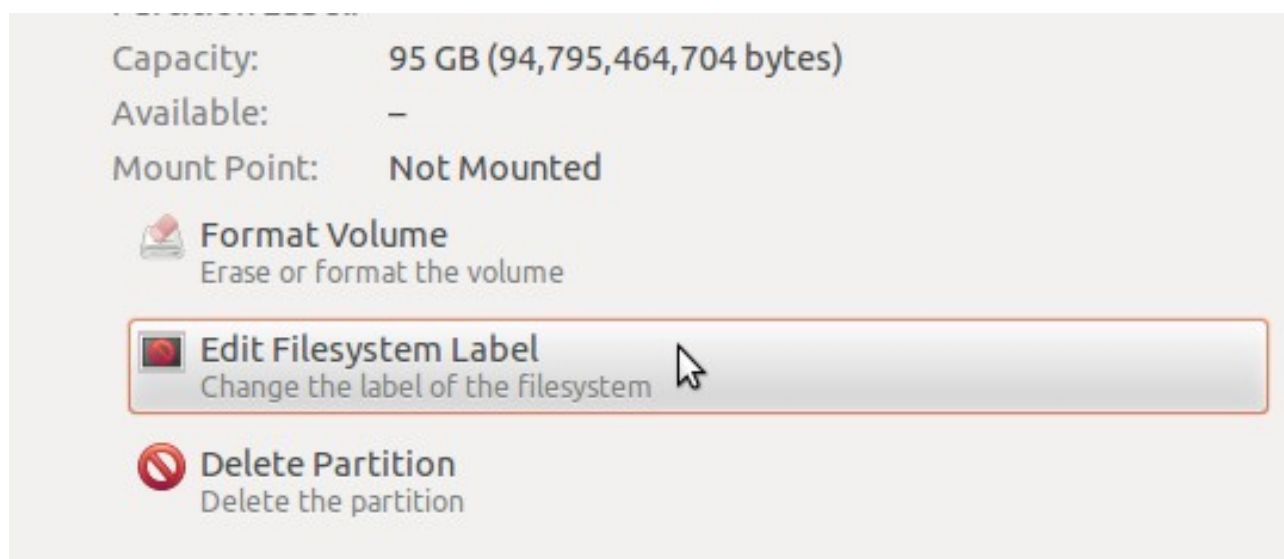 Capacity: 95 GB (94,795,464,704 bytes)
Available: –
Mount Point: Not Mounted
Format Volume
Erase or format the volume
Edit Filesystem Label
Change the label of the filesystem
Delete Partition
Delete the partition